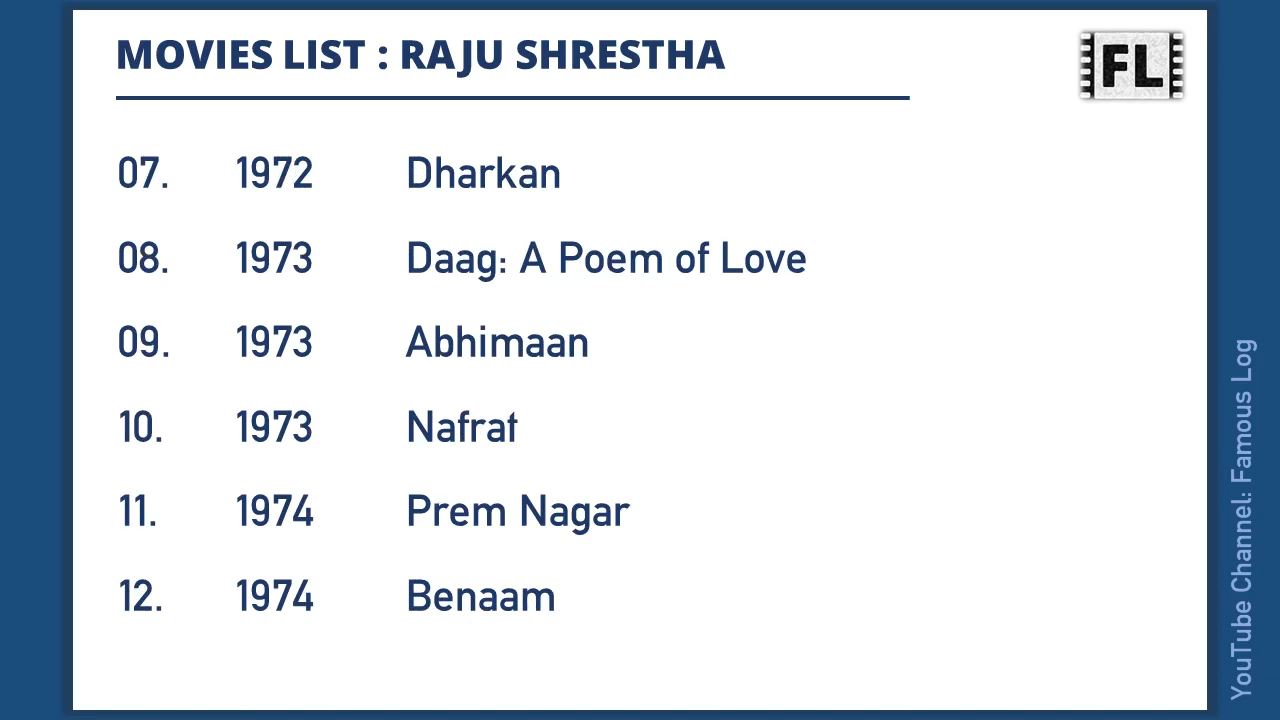 MOVIES LIST : RAJU SHRESTHA
FL
07. 1972 Dharkan
08. 1973 Daag: A Poem of Love
09. 1973 Abhimaan
10. 1973 Nafrat
11. 1974 Prem Nagar
12. 1974 Benaam
YouTube Channel: Famous Log